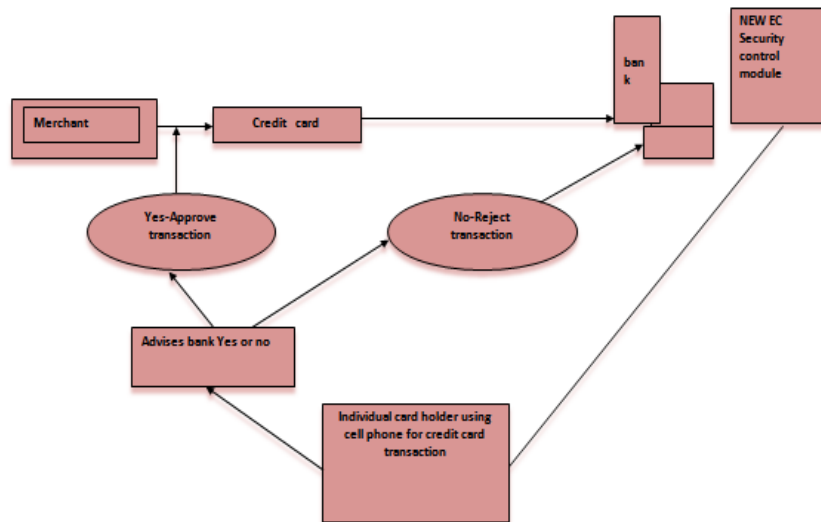 NEW EC
Security
control
module
ban
k
Merchant
Credit card
Yes-Approve
transaction
No-Reject
transaction
Advises bank Yes or no
Individual card holder using
cell phone for credit card
transaction